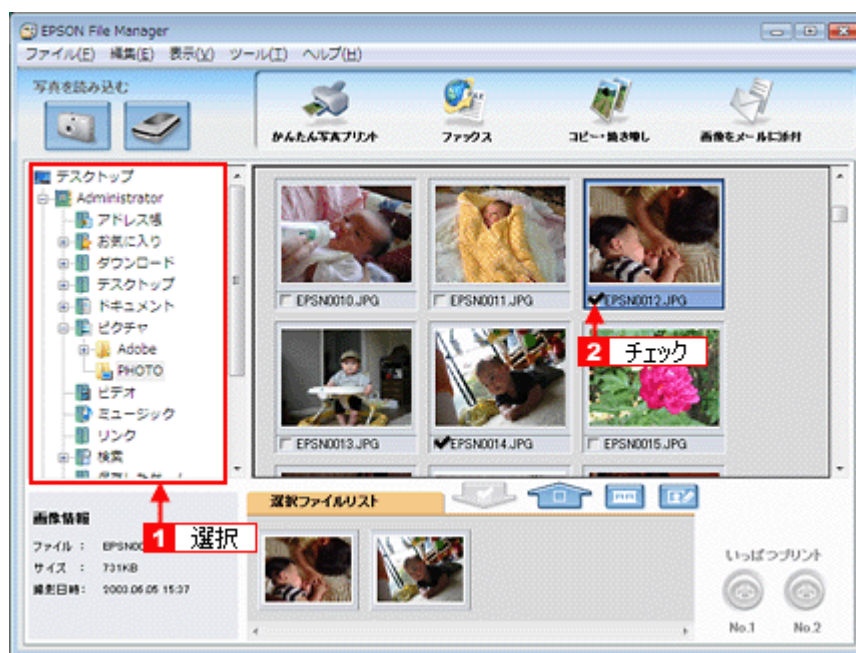 EPSON File Manager
ファイル(F) 編集(E) 表示(V) ツール(T) ヘルプ(H)
写真を読み込む
かんたん写真プリント ファックス コピー・焼き増し 画像をメールに添付
デスクトップ
Administrator
アドレス帳
お気に入り
ダウンロード
デスクトップ
ドキュメント
ピクチャ
Adobe
PHOTO
ビデオ
ミュージック
リンク
検索
EPSN0010.JPG EPSN0011.JPG EPSN0012.JPG
2 チェック
EPSN0013.JPG EPSN0014.JPG EPSN0015.JPG
1 選択
選択ファイルリスト
画像情報
ファイル :
サイズ : 731KB
撮影日時: 2003.06.05 15:37
いっぱつプリント
No.1 No.2